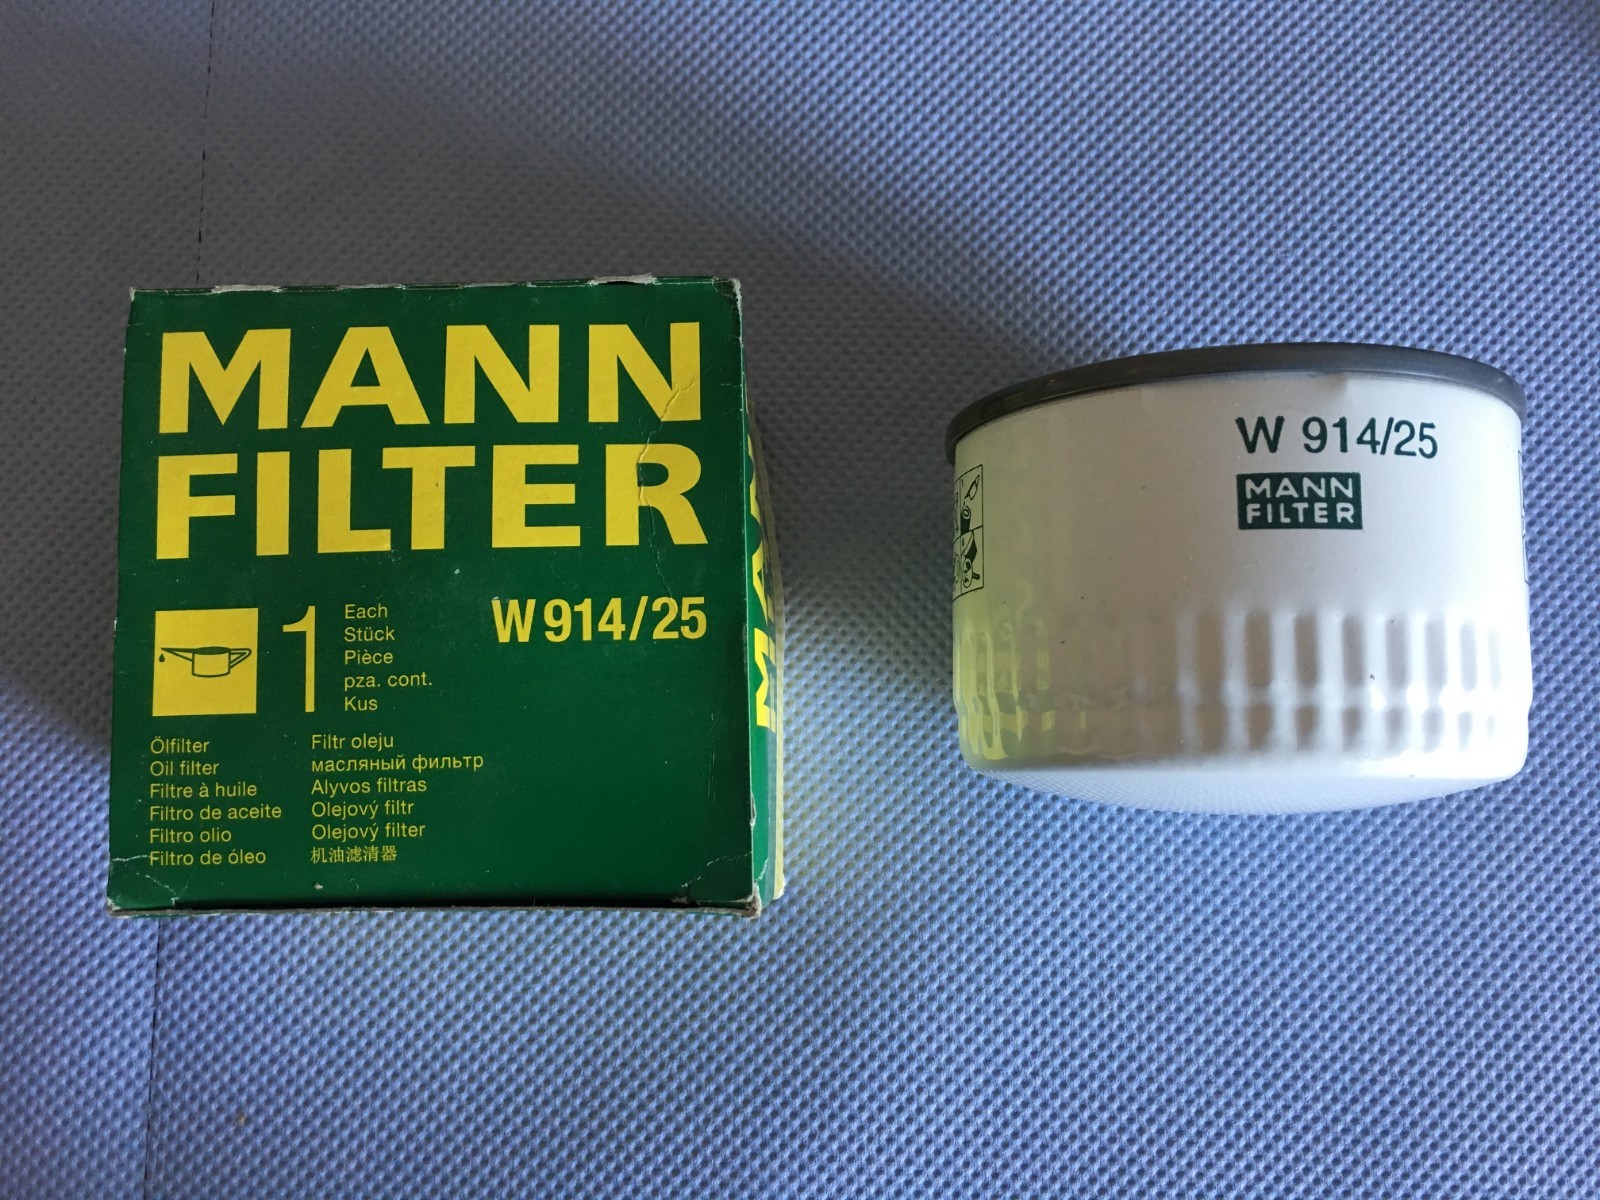 MANN
FILTER
1
Each
Stück
Pièce
pza. cont.
Kus
W 914/25
Ölfilter
Oil filter
Filtre à huile
Filtro de aceite
Filtro olio
Filtro de óleo
Filtr oleju
масляный фильтр
Alyvos filtras
Olejový filtr
Olejový filter
机油滤清器
W 914/25
MANN
FILTER